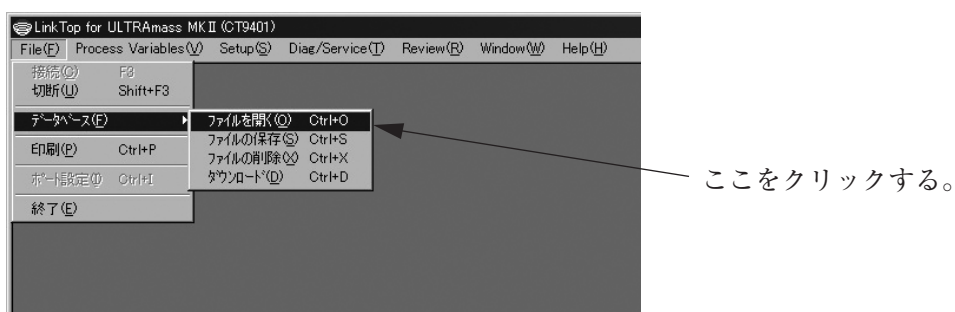 LinkTop for ULTRAmass MKⅡ (CT9401)
File(F) Process Variables(V) Setup(S) Diag/Service(T) Review(R) Window(W) Help(H)
接続(C) F3
切断(U) Shift+F3
データベース(E)
ファイルを開く(O) Ctrl+O
ファイルの保存(S) Ctrl+S
ファイルの削除(X) Ctrl+X
ダウンロード(D) Ctrl+D
印刷(P) Ctrl+P
ポート設定(I) Ctrl+I
終了(E)
ここをクリックする。